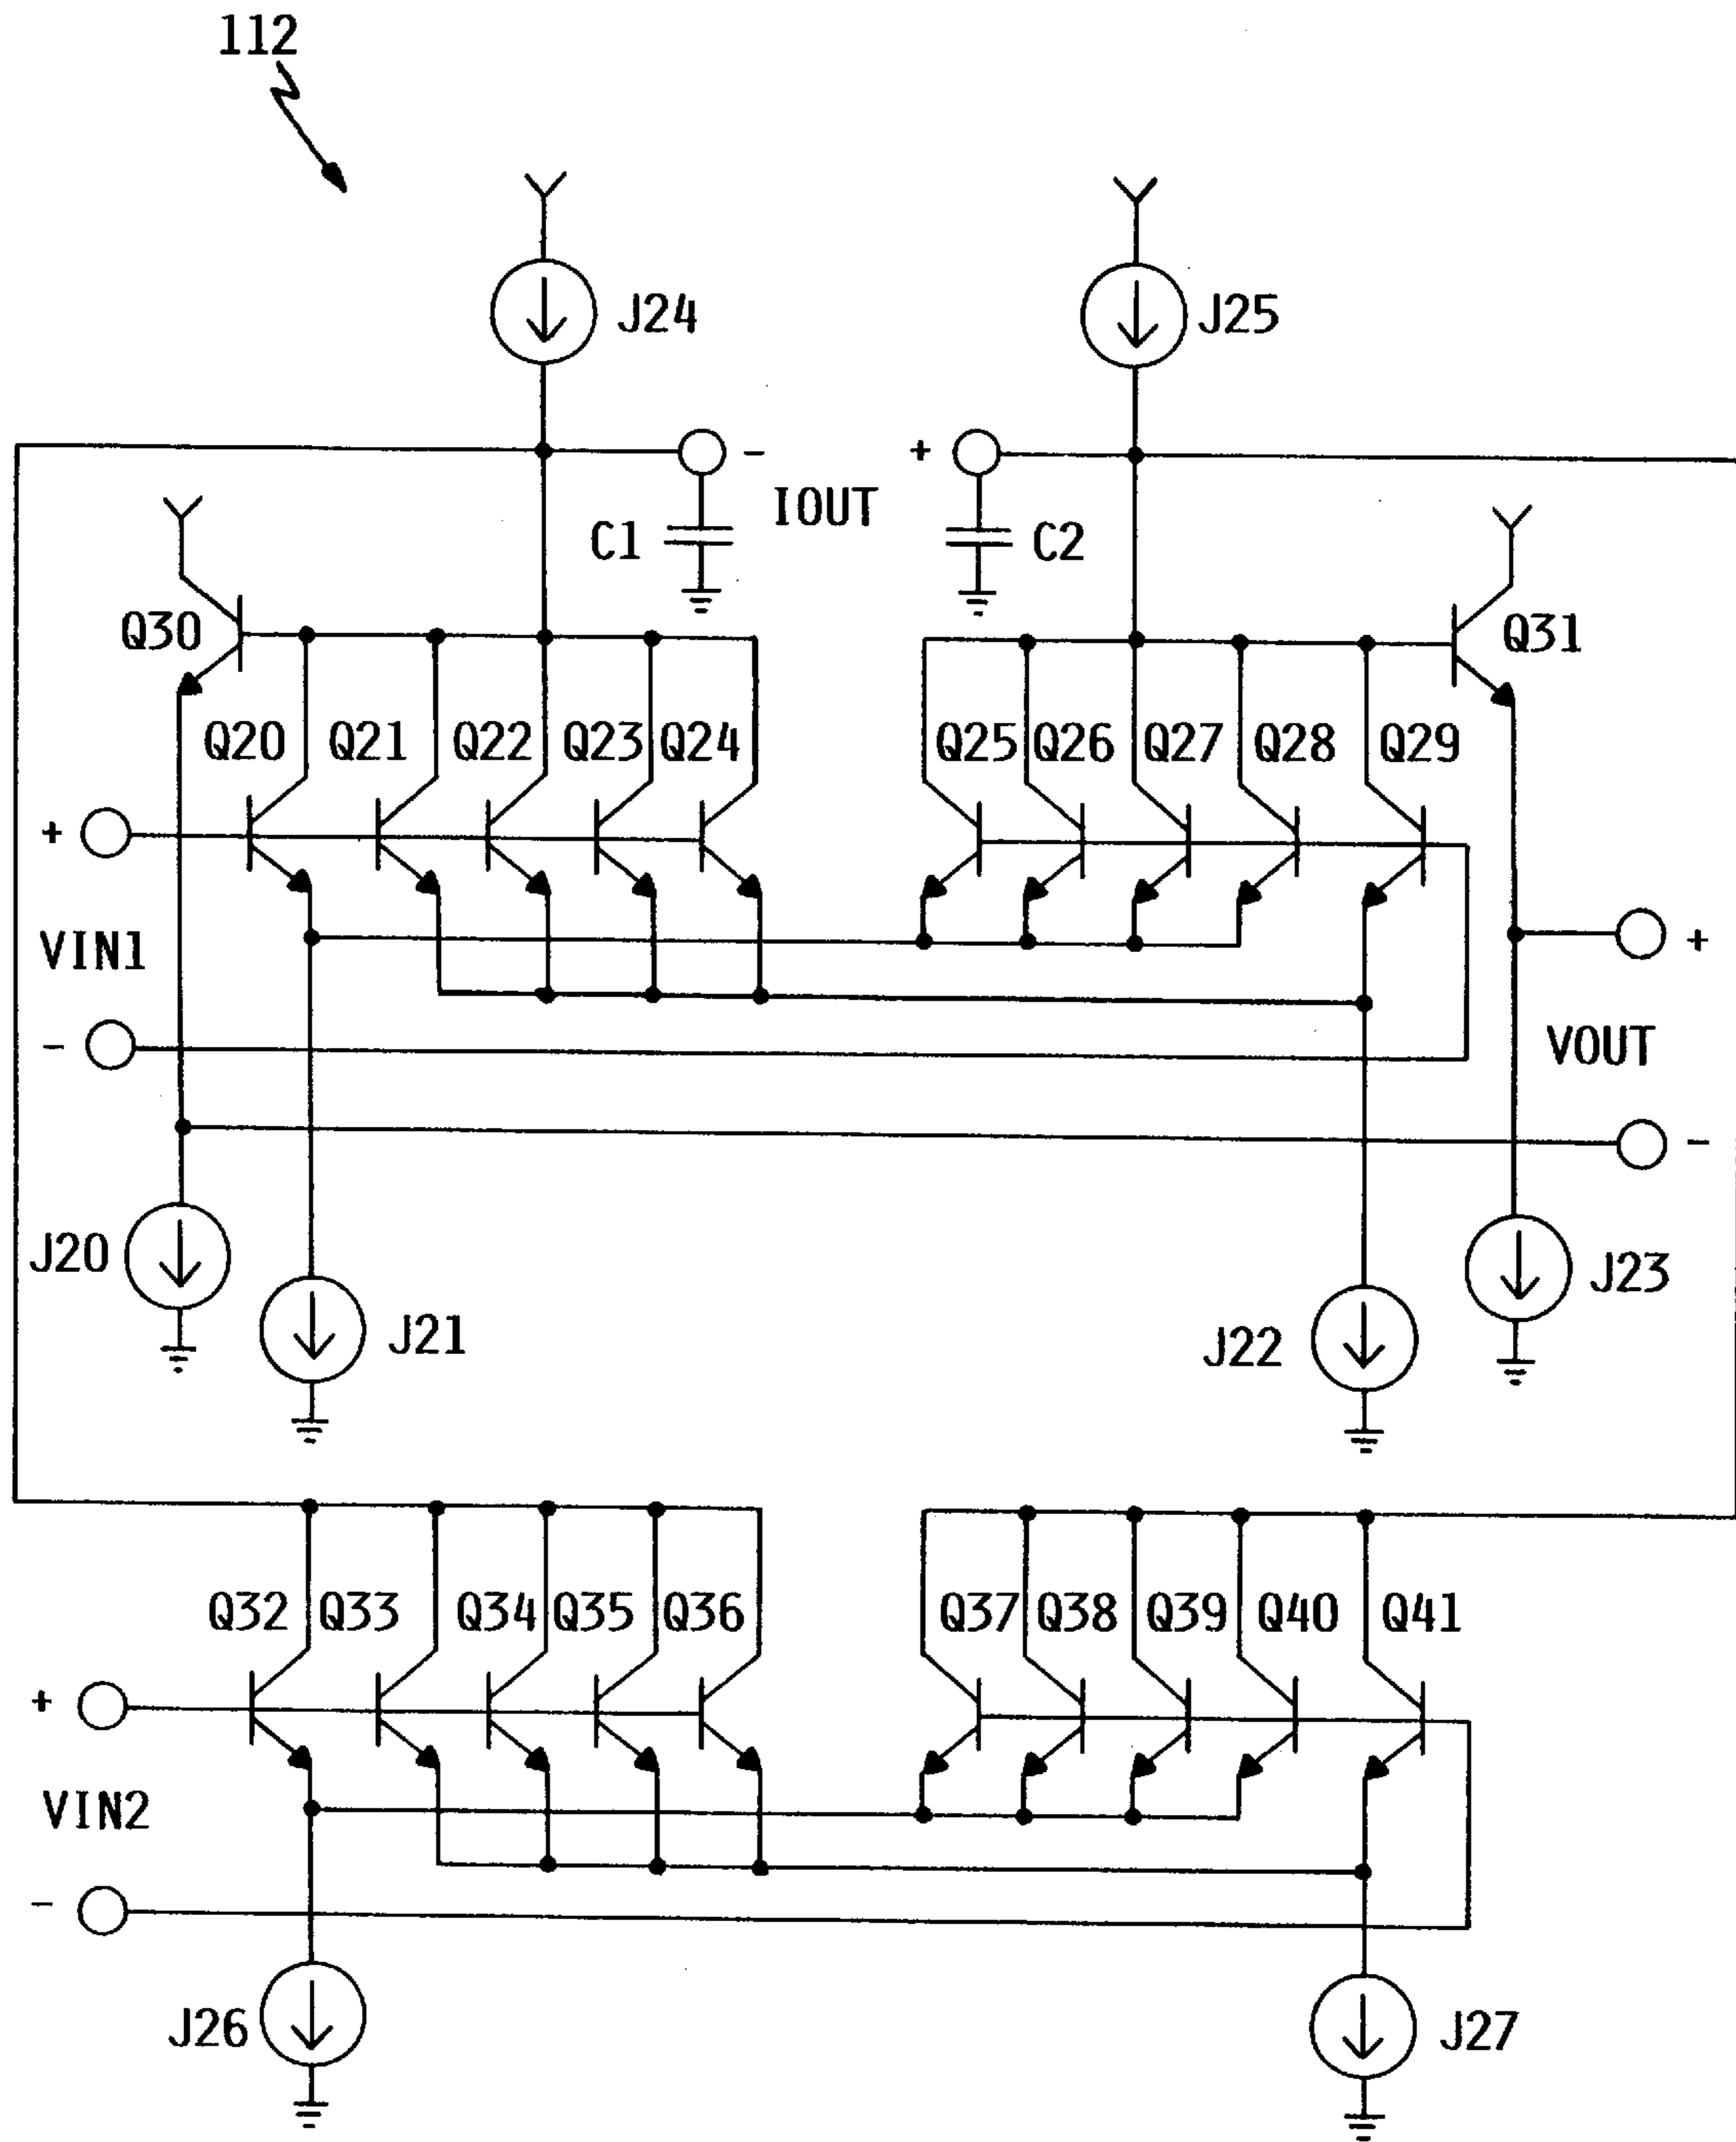 112
J24
J25
-
+
IOUT
C1
C2
Q30
Q31
Q20 Q21 Q22 Q23 Q24
Q25 Q26 Q27 Q28 Q29
+
VIN1
+
-
VOUT
-
J20
J21
J22
J23
Q32 Q33 Q34 Q35 Q36
Q37 Q38 Q39 Q40 Q41
+
VIN2
-
J26
J27